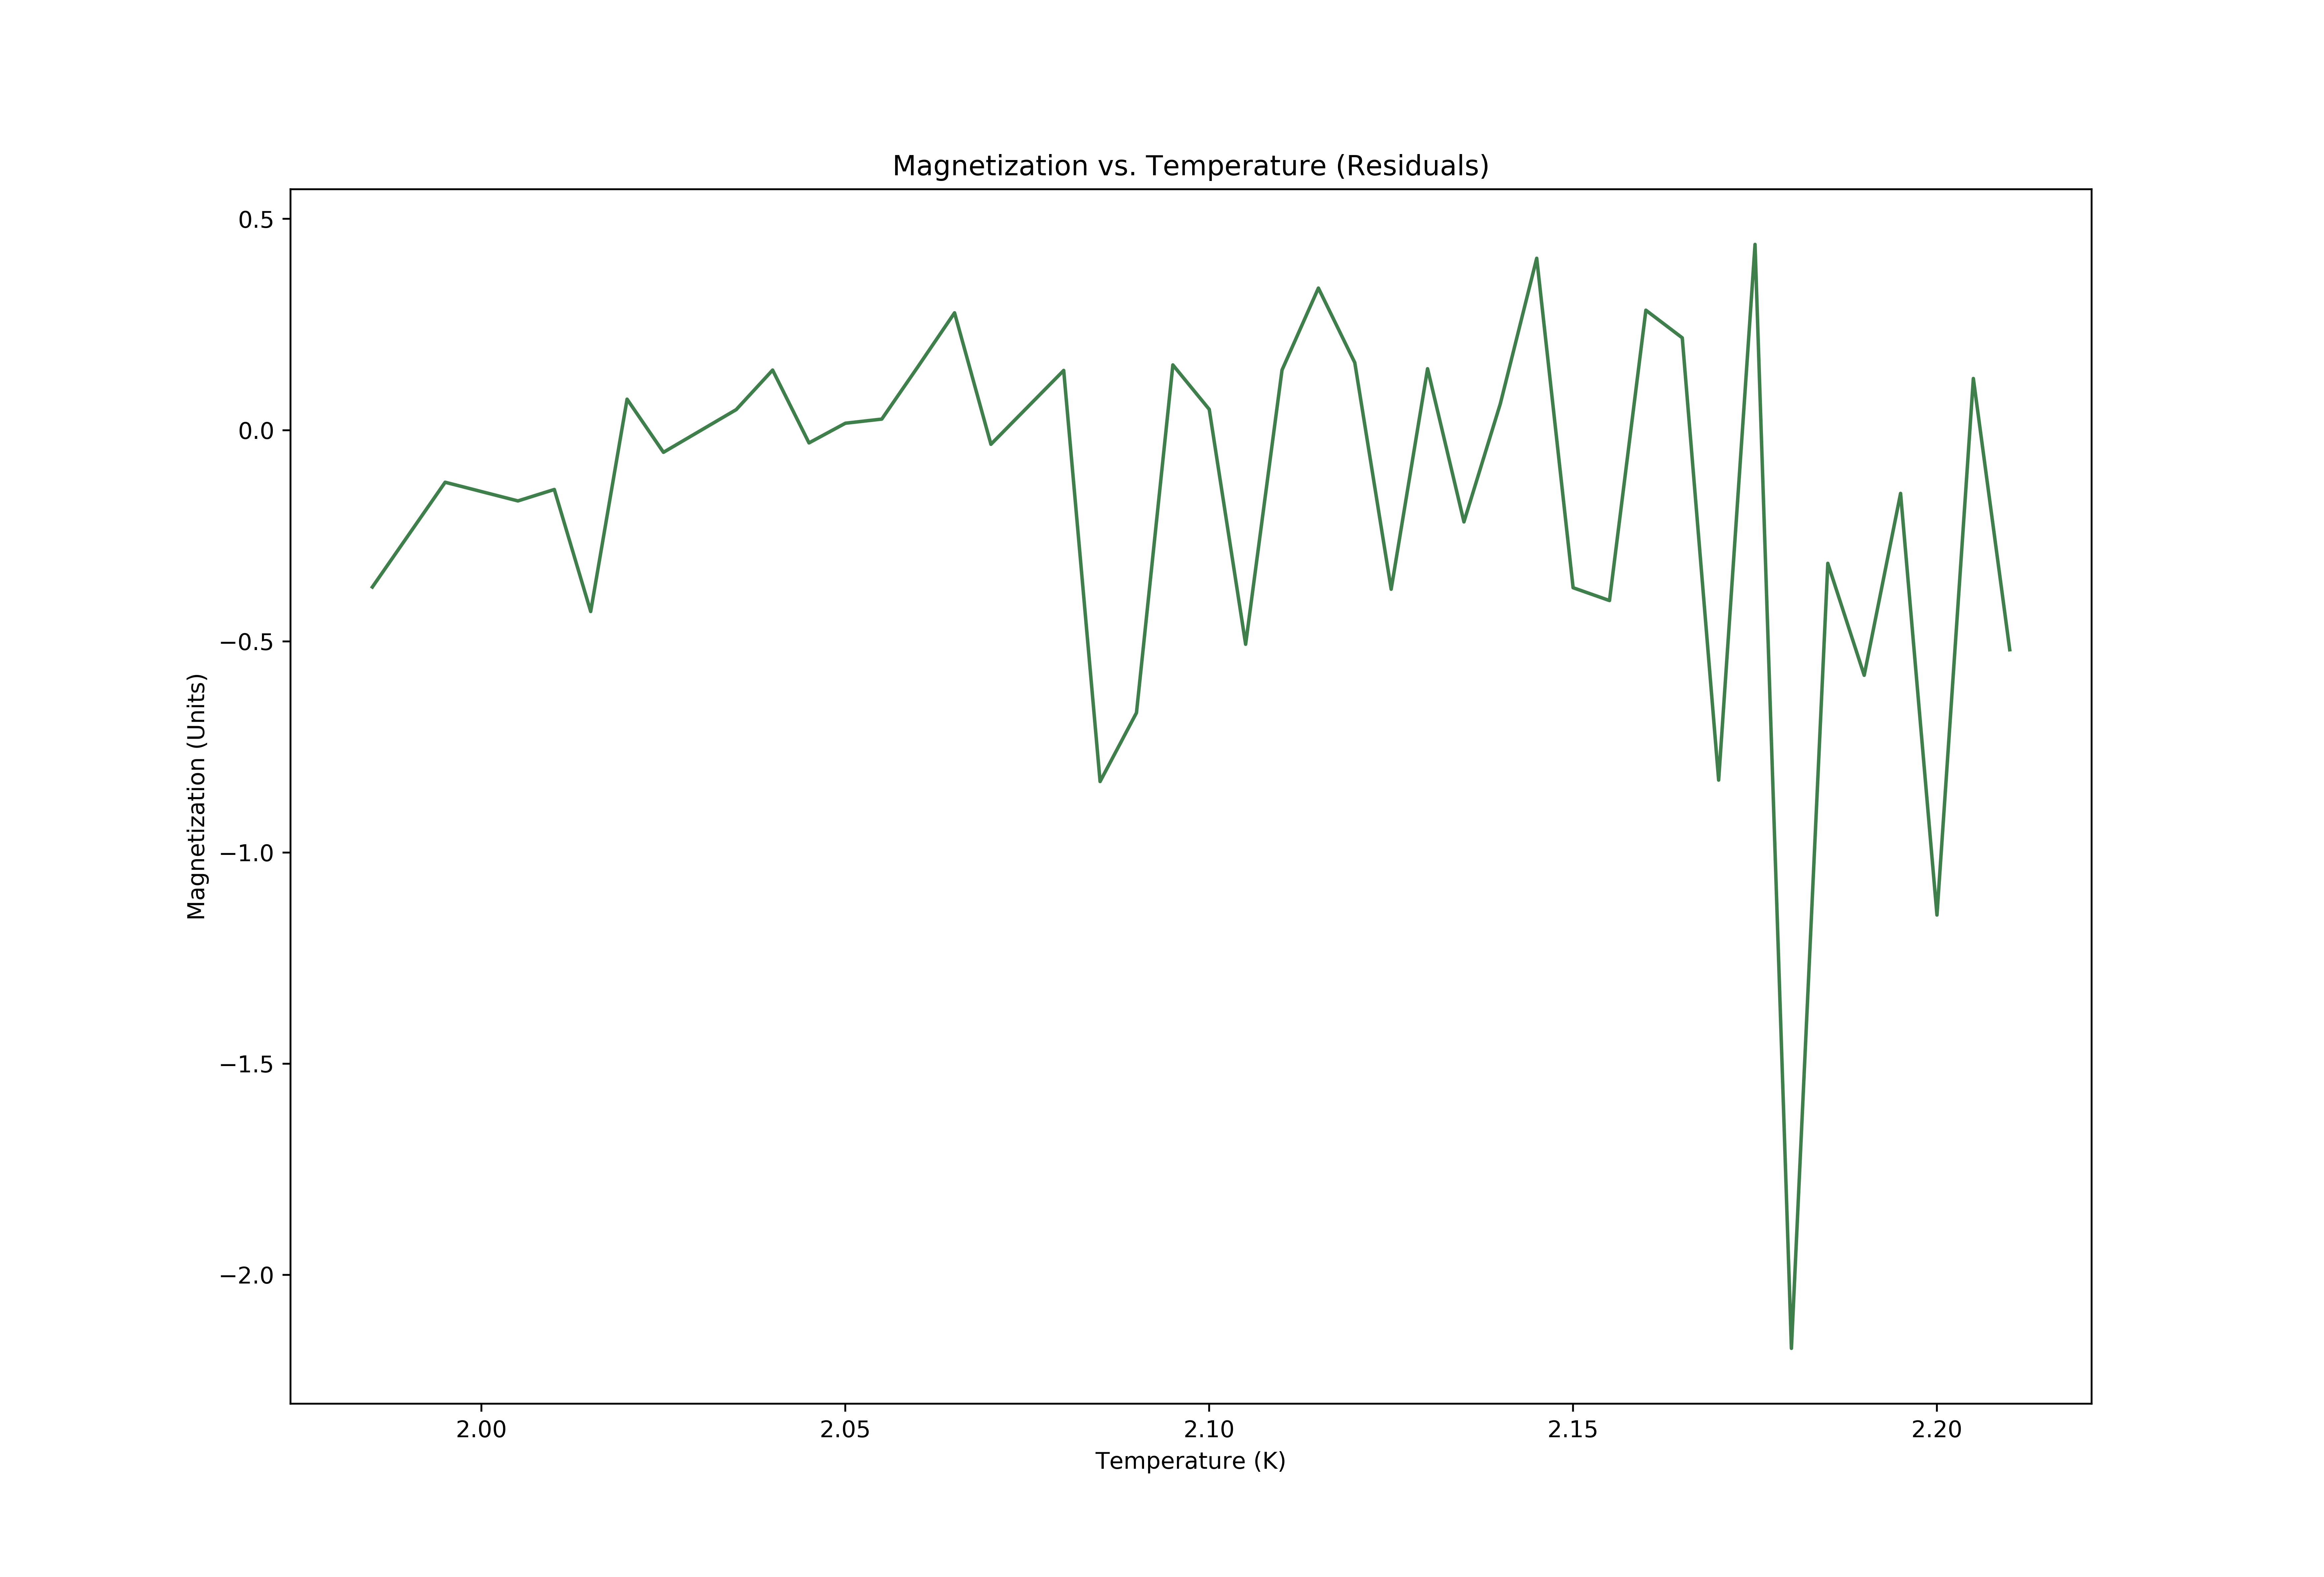 Magnetization vs. Temperature (Residuals)
0.5
0.0
−0.5
−1.0
−1.5
−2.0
Magnetization (Units)
2.00 2.05 2.10 2.15 2.20
Temperature (K)